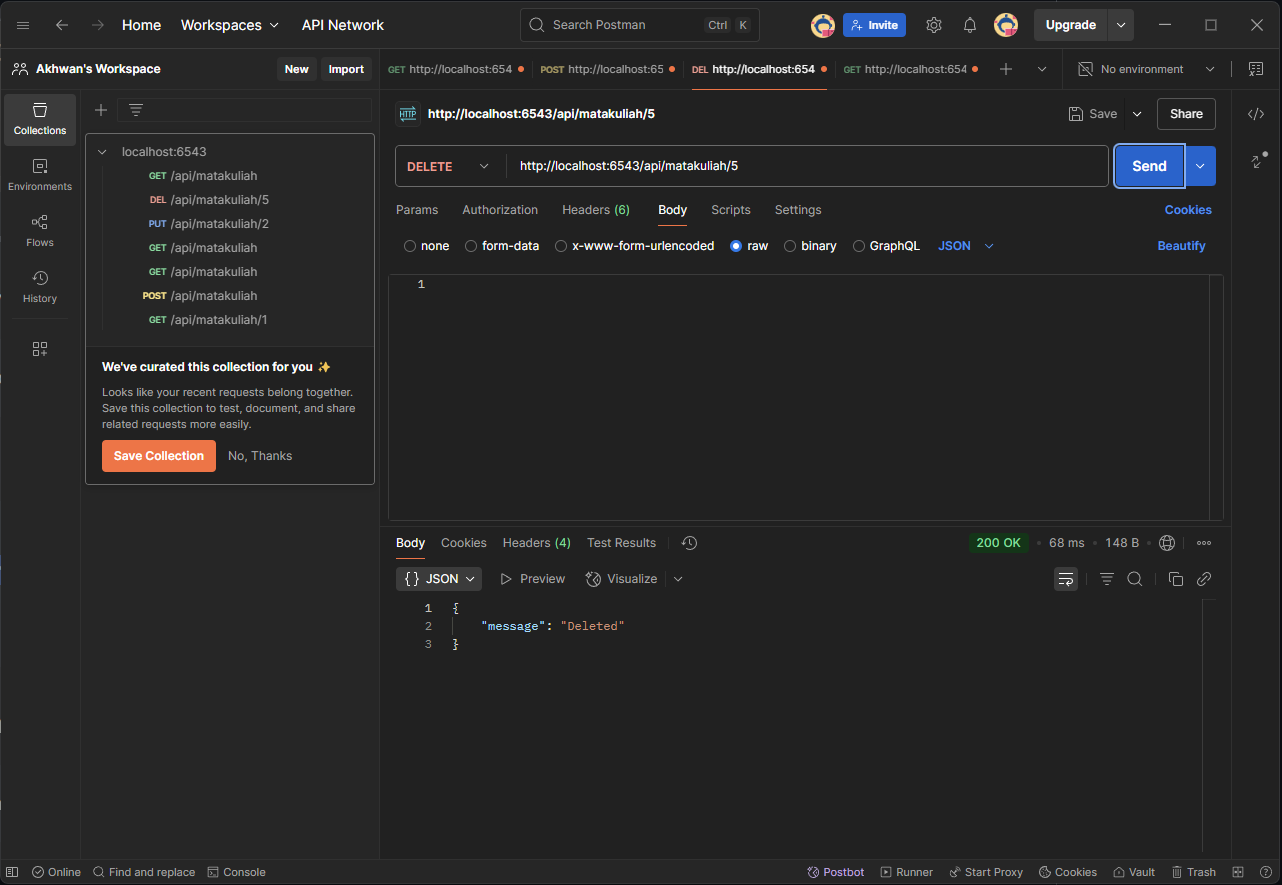 Home Workspaces API Network Search Postman Ctrl K Invite Upgrade
Akhwan's Workspace New Import GET http://localhost:654 POST http://localhost:65 DEL http://localhost:654 GET http://localhost:654 No environment
Collections
Environments
Flows
History
localhost:6543
GET /api/matakuliah
DEL /api/matakuliah/5
PUT /api/matakuliah/2
GET /api/matakuliah
GET /api/matakuliah
POST /api/matakuliah
GET /api/matakuliah/1
We've curated this collection for you ✨
Looks like your recent requests belong together.
Save this collection to test, document, and share
related requests more easily.
Save Collection No, Thanks
HTTP http://localhost:6543/api/matakuliah/5 Save Share
DELETE http://localhost:6543/api/matakuliah/5 Send
Params Authorization Headers (6) Body Scripts Settings Cookies
none form-data x-www-form-urlencoded raw binary GraphQL JSON Beautify
1
Body Cookies Headers (4) Test Results 200 OK • 68 ms • 148 B •
{} JSON Preview Visualize
1 {
2 "message": "Deleted"
3 }
Online Find and replace Console Postbot Runner Start Proxy Cookies Vault Trash